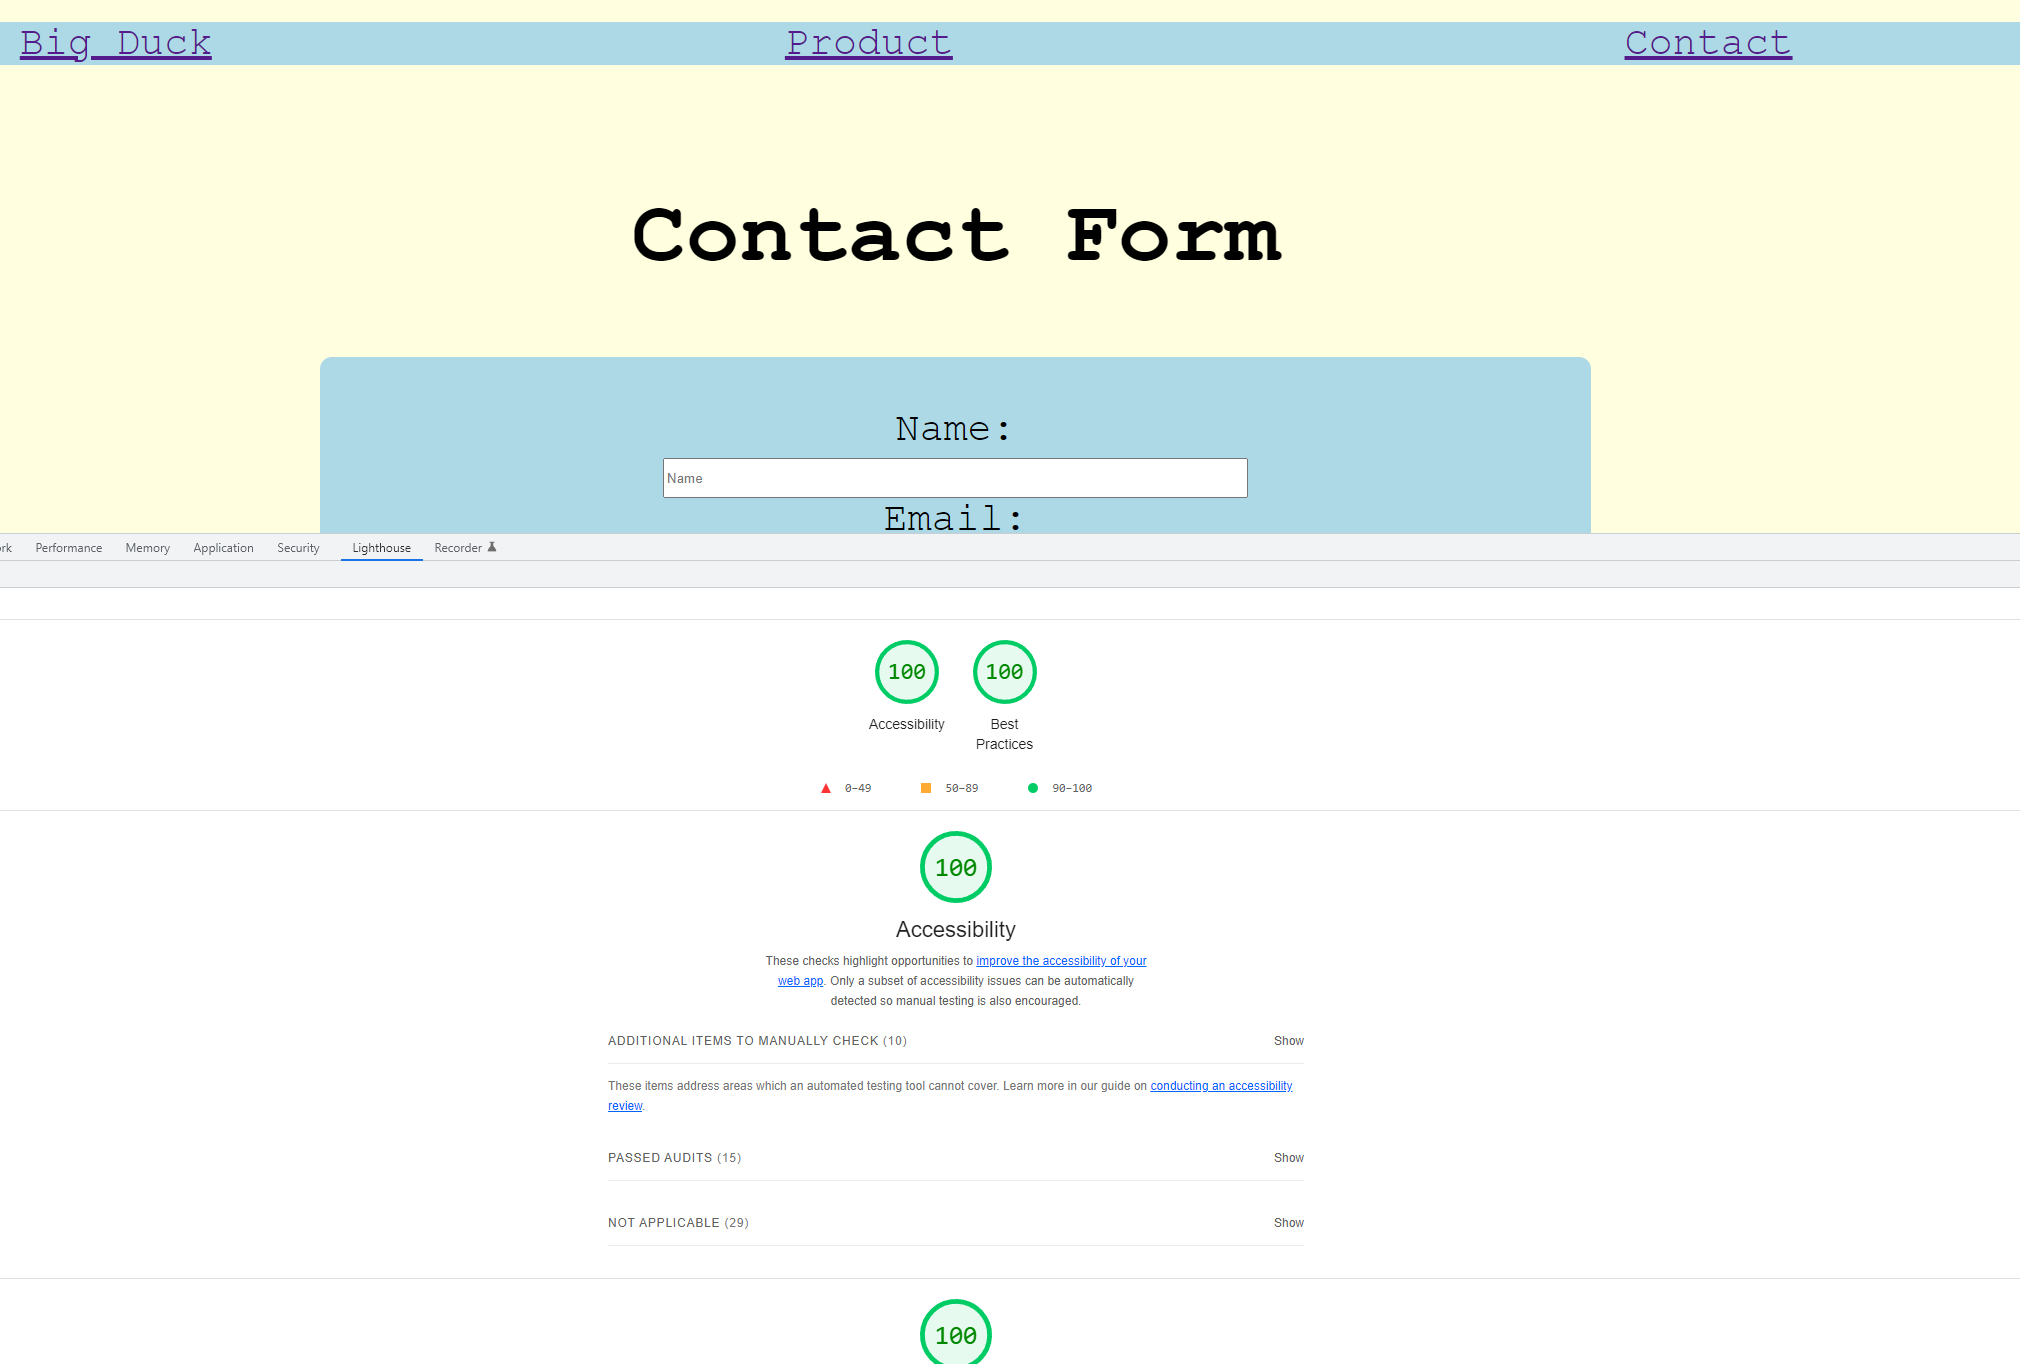 Big Duck Product Contact
Contact Form
Name:
Name
Email:
rk Performance Memory Application Security Lighthouse Recorder
100 100
Accessibility Best
Practices
0–49 50–89 90–100
100
Accessibility
These checks highlight opportunities to improve the accessibility of your
web app. Only a subset of accessibility issues can be automatically
detected so manual testing is also encouraged.
ADDITIONAL ITEMS TO MANUALLY CHECK (10) Show
These items address areas which an automated testing tool cannot cover. Learn more in our guide on conducting an accessibility
review.
PASSED AUDITS (15) Show
NOT APPLICABLE (29) Show
100